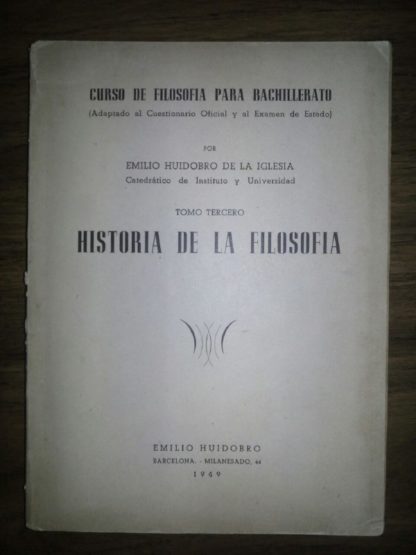 CURSO DE FILOSOFIA PARA BACHILLERATO
(Adaptado al Cuestionario Oficial y al Examen de Estado)
POR
EMILIO HUIDOBRO DE LA IGLESIA
Catedrático de Instituto y Universidad
TOMO TERCERO
HISTORIA DE LA FILOSOFIA
EMILIO HUIDOBRO
BARCELONA. - MILANESADO, 44
1949